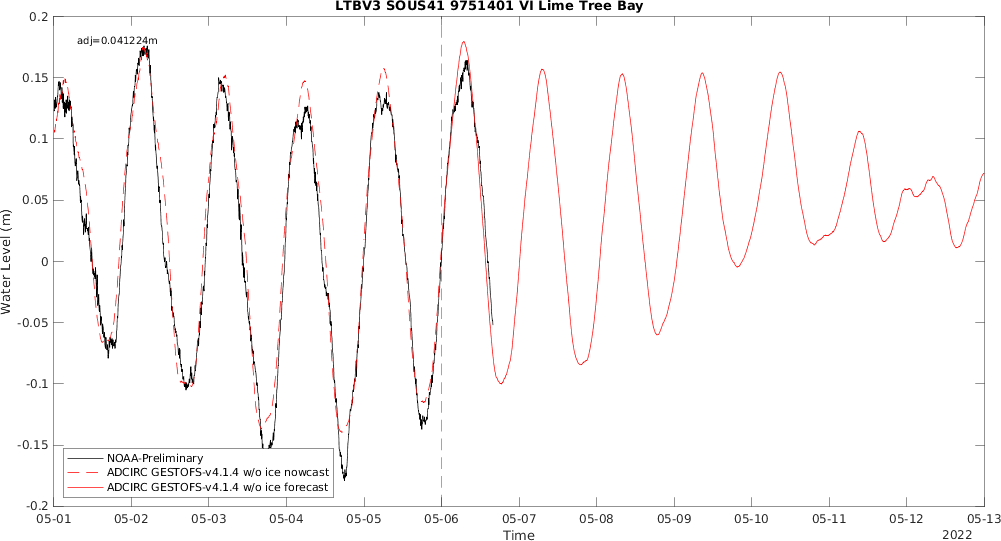 LTBV3 SOUS41 9751401 VI Lime Tree Bay
adj=0.041224m
0.2
0.15
0.1
0.05
0
-0.05
-0.1
-0.15
-0.2
Water Level (m)
NOAA-Preliminary
ADCIRC GESTOFS-v4.1.4 w/o ice nowcast
ADCIRC GESTOFS-v4.1.4 w/o ice forecast
05-01 05-02 05-03 05-04 05-05 05-06 05-07 05-08 05-09 05-10 05-11 05-12 05-13
Time
2022